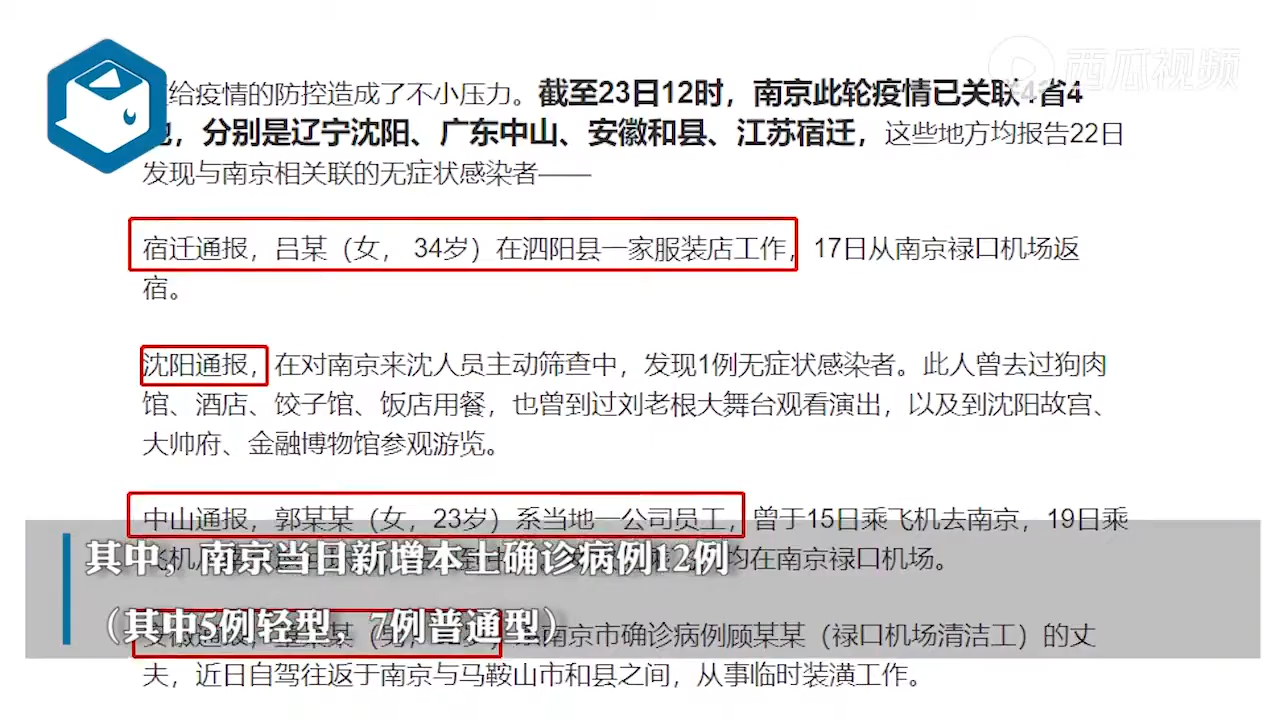 西瓜视频
给疫情的防控造成了不小压力。截至23日12时，南京此轮疫情已关联4省4
地，分别是辽宁沈阳、广东中山、安徽和县、江苏宿迁，这些地方均报告22日
发现与南京相关联的无症状感染者——
宿迁通报，吕某（女， 34岁）在泗阳县一家服装店工作，17日从南京禄口机场返
宿。
沈阳通报，在对南京来沈人员主动筛查中，发现1例无症状感染者。此人曾去过狗肉
馆、酒店、饺子馆、饭店用餐，也曾到过刘老根大舞台观看演出，以及到沈阳故宫、
大帅府、金融博物馆参观游览。
中山通报，郭某某（女，23岁）系当地一公司员工，曾于15日乘飞机去南京，19日乘
飞机 均在南京禄口机场。
其中，南京当日新增本土确诊病例12例
（其中5例轻型，7例普通型）
南京市确诊病例顾某某（禄口机场清洁工）的丈
夫，近日自驾往返于南京与马鞍山市和县之间，从事临时装潢工作。